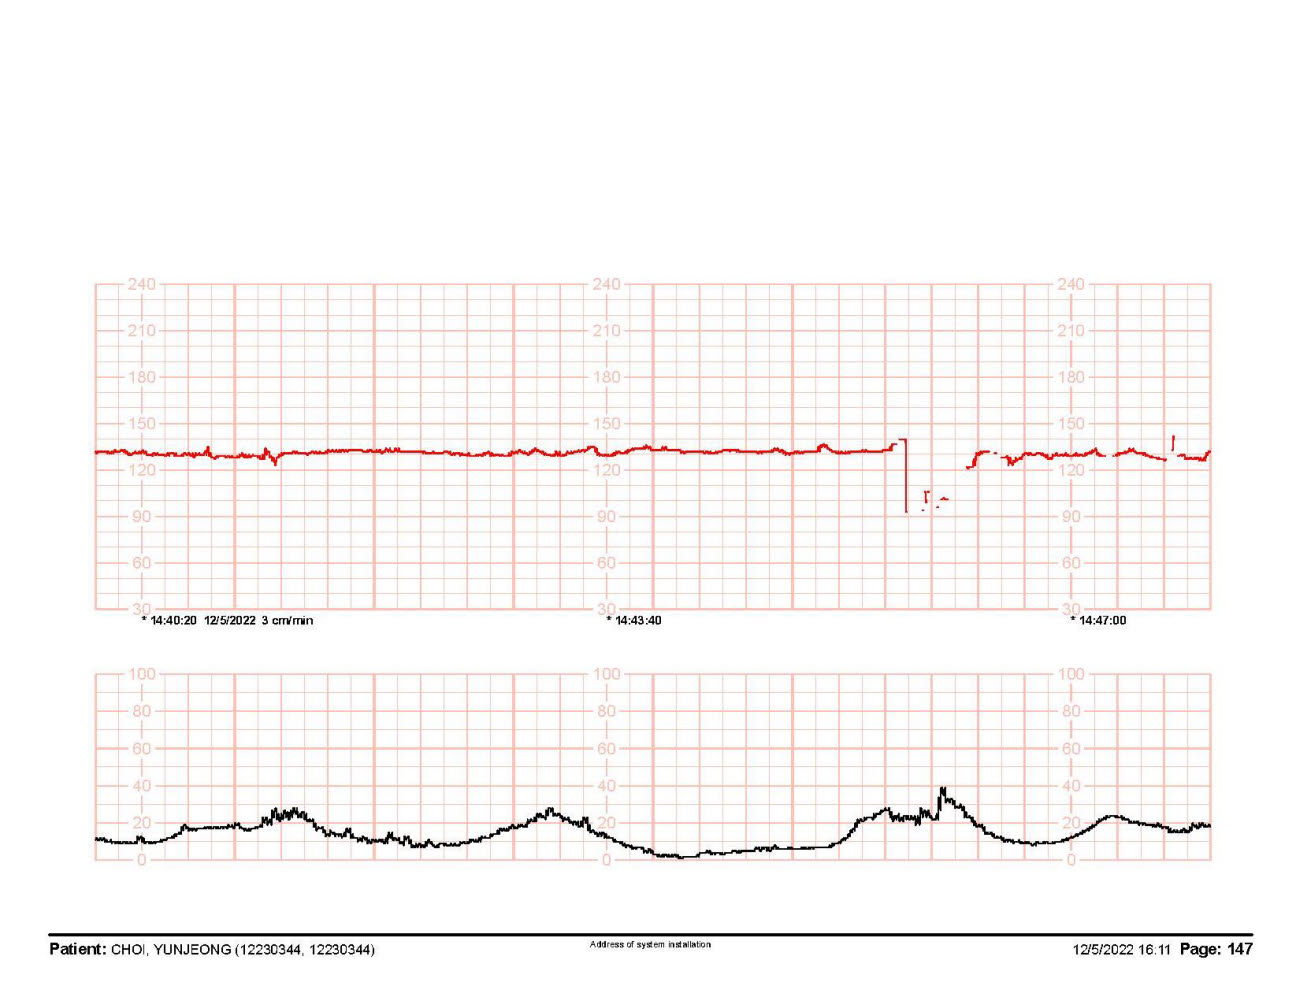 240 240 240
210 210 210
180 180 180
150 150 150
120 120 120
90 90 90
60 60 60
30 30 30
* 14:40:20 12/5/2022 3 cm/min * 14:43:40 * 14:47:00
100 100 100
80 80 80
60 60 60
40 40 40
20 20 20
0 0 0
Patient: CHOI, YUNJEONG (12230344, 12230344) Address of system installation 12/5/2022 16:11 Page: 147